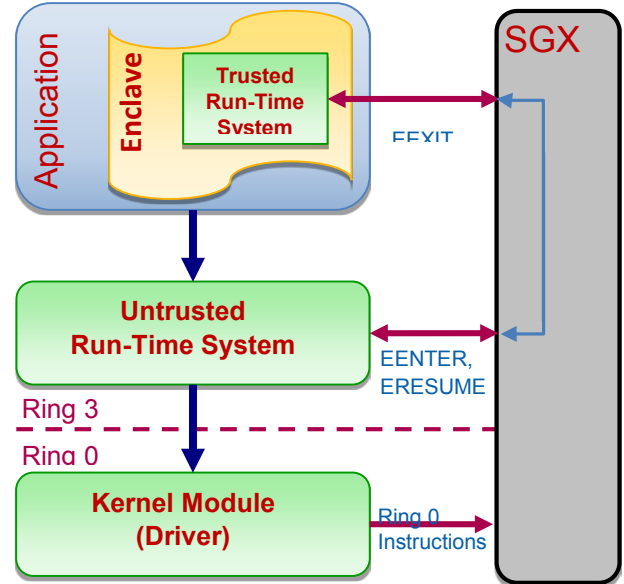 Application
Enclave
Trusted
Run-Time
System
SGX
EEXIT
Untrusted
Run-Time System
EENTER,
ERESUME
Ring 3
Ring 0
Kernel Module
(Driver)
Ring 0
Instructions